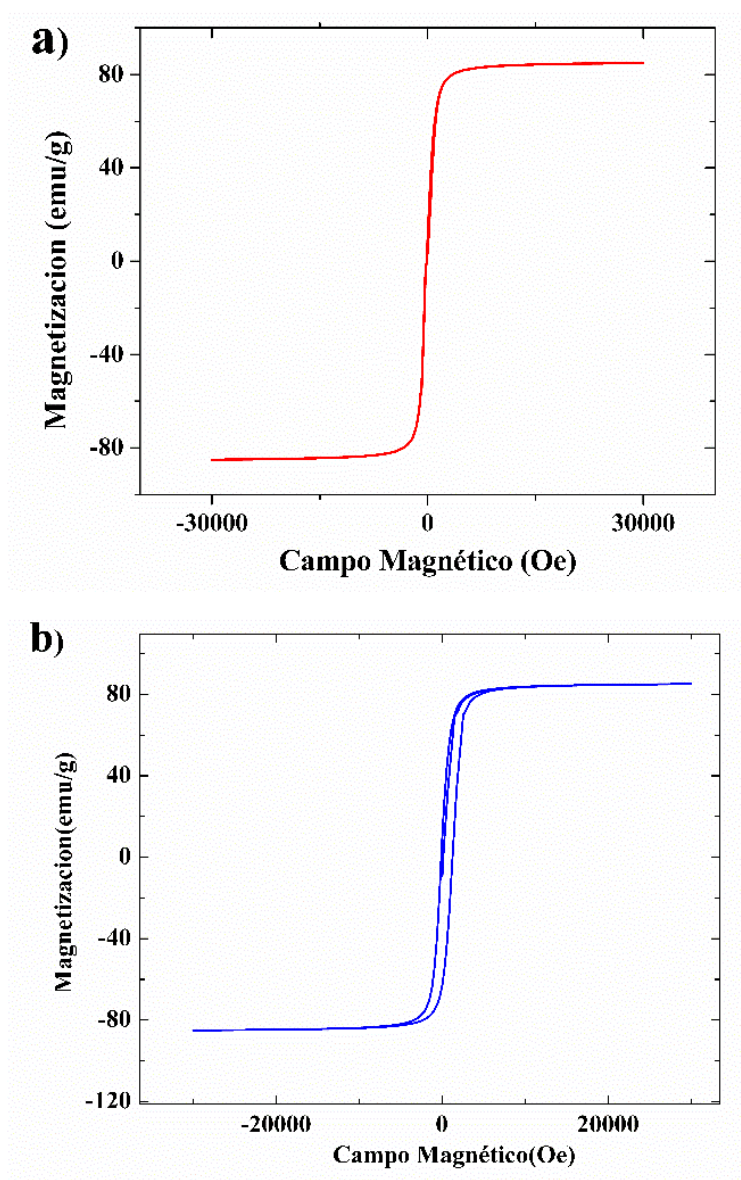 a)
80
40
0
-40
-80
Magnetizacion (emu/g)
-30000 0 30000
Campo Magnético (Oe)
b)
80
40
0
-40
-80
-120
Magnetizacion(emu/g)
-20000 0 20000
Campo Magnético(Oe)